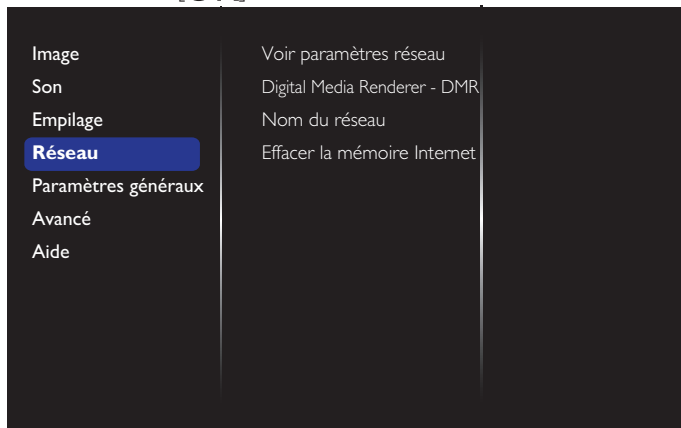 Image
Son
Empilage
Réseau
Paramètres généraux
Avancé
Aide
Voir paramètres réseau
Digital Media Renderer - DMR
Nom du réseau
Effacer la mémoire Internet